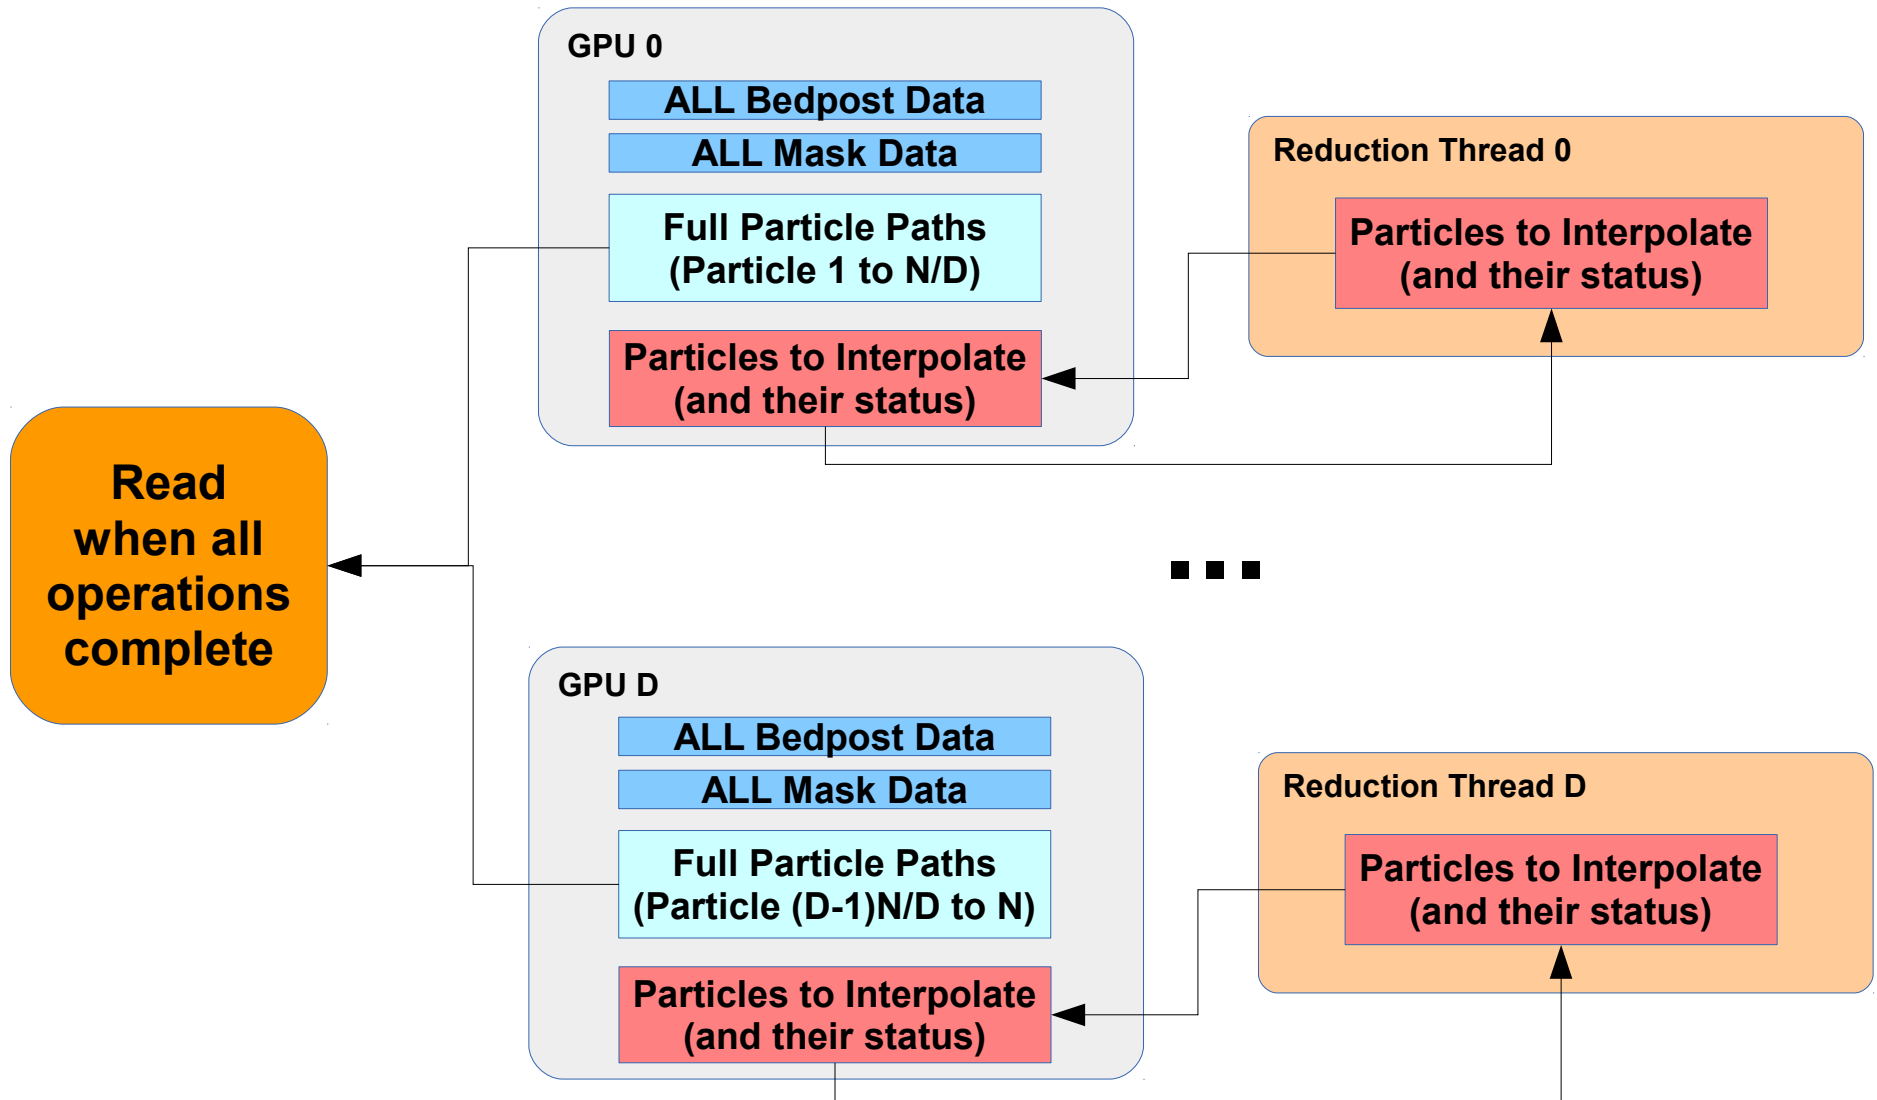 GPU 0
ALL Bedpost Data
ALL Mask Data
Full Particle Paths
(Particle 1 to N/D)
Particles to Interpolate
(and their status)
Reduction Thread 0
Particles to Interpolate
(and their status)
Read
when all
operations
complete
GPU D
ALL Bedpost Data
ALL Mask Data
Full Particle Paths
(Particle (D-1)N/D to N)
Particles to Interpolate
(and their status)
Reduction Thread D
Particles to Interpolate
(and their status)